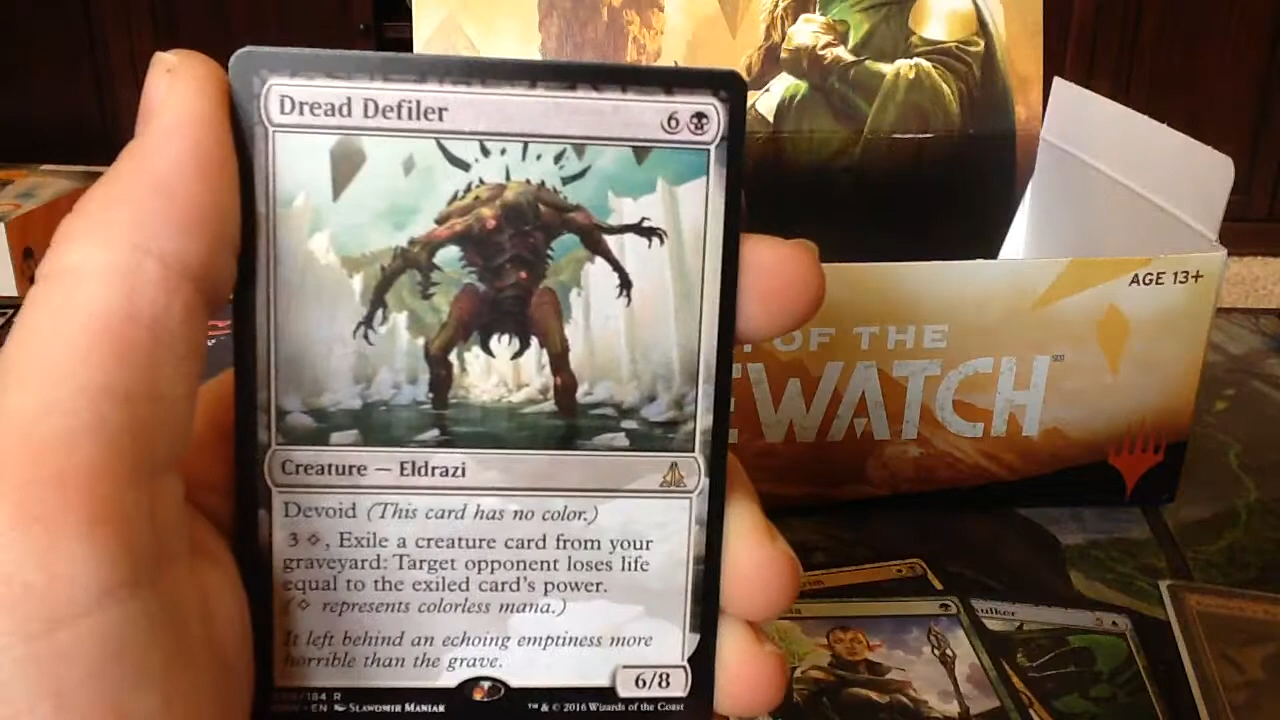 Dread Defiler 6
Creature — Eldrazi
Devoid (This card has no color.)
3 ◇, Exile a creature card from your
graveyard: Target opponent loses life
equal to the exiled card's power.
(◇ represents colorless mana.)
It left behind an echoing emptiness more
horrible than the grave.
6/8
/184 R
EN SLAWOMIR MANIAK
™ & © 2016 Wizards of the Coast
AGE 13+
OF THE
EWATCH
5